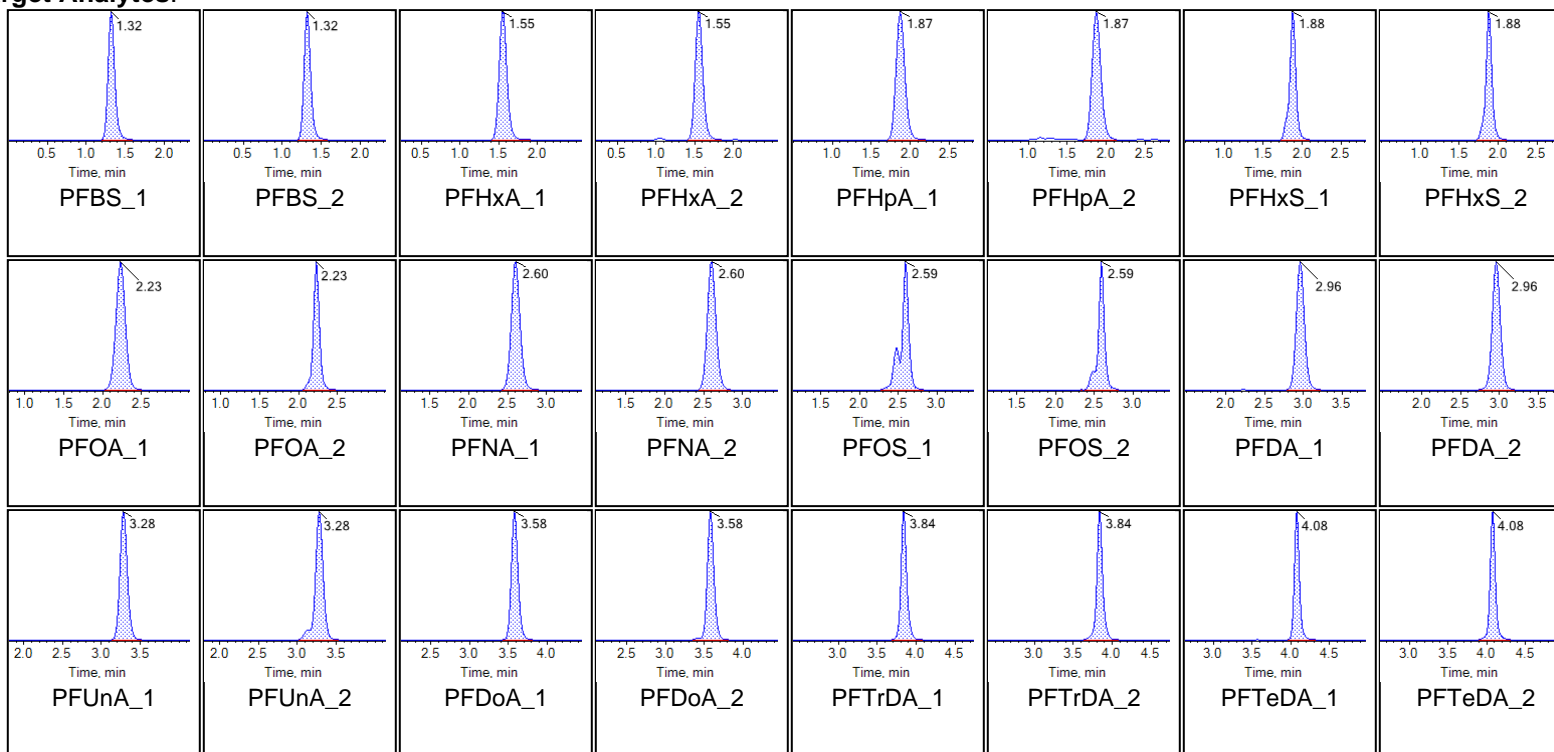 rget Analytes:
1.32 1.32 1.55 1.55 1.87 1.87 1.88 1.88
0.5 1.0 1.5 2.0 0.5 1.0 1.5 2.0 0.5 1.0 1.5 2.0 0.5 1.0 1.5 2.0 1.0 1.5 2.0 2.5 1.0 1.5 2.0 2.5 1.0 1.5 2.0 2.5 1.0 1.5 2.0 2.5
Time, min Time, min Time, min Time, min Time, min Time, min Time, min Time, min
PFBS_1 PFBS_2 PFHxA_1 PFHxA_2 PFHpA_1 PFHpA_2 PFHxS_1 PFHxS_2
2.23 2.23 2.60 2.60 2.59 2.59 2.96 2.96
1.0 1.5 2.0 2.5 1.0 1.5 2.0 2.5 1.5 2.0 2.5 3.0 1.5 2.0 2.5 3.0 1.5 2.0 2.5 3.0 1.5 2.0 2.5 3.0 2.0 2.5 3.0 3.5 2.0 2.5 3.0 3.5
Time, min Time, min Time, min Time, min Time, min Time, min Time, min Time, min
PFOA_1 PFOA_2 PFNA_1 PFNA_2 PFOS_1 PFOS_2 PFDA_1 PFDA_2
3.28 3.28 3.58 3.58 3.84 3.84 4.08 4.08
2.0 2.5 3.0 3.5 2.0 2.5 3.0 3.5 2.5 3.0 3.5 4.0 2.5 3.0 3.5 4.0 3.0 3.5 4.0 4.5 3.0 3.5 4.0 4.5 3.0 3.5 4.0 4.5 3.0 3.5 4.0 4.5
Time, min Time, min Time, min Time, min Time, min Time, min Time, min Time, min
PFUnA_1 PFUnA_2 PFDoA_1 PFDoA_2 PFTrDA_1 PFTrDA_2 PFTeDA_1 PFTeDA_2